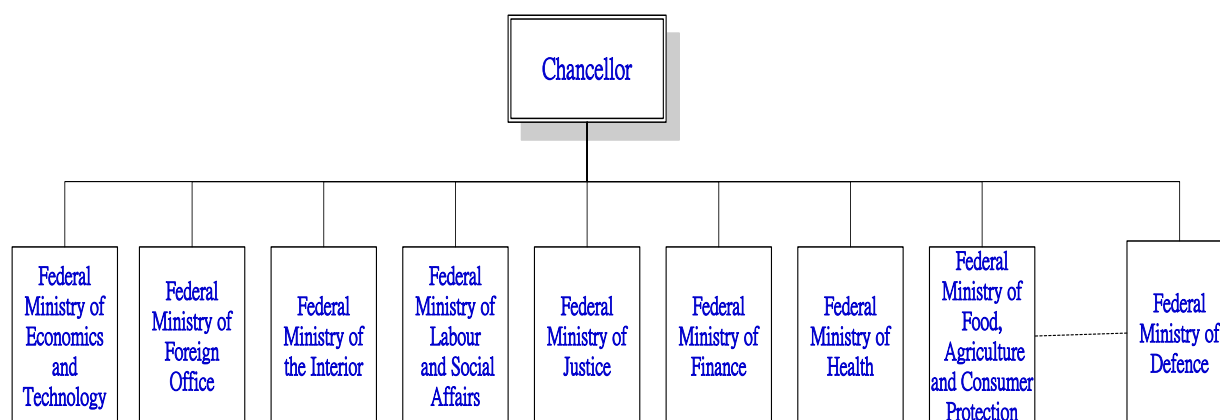 Chancellor
Federal
Ministry of
Economics
and
Technology
Federal
Ministry of
Foreign
Office
Federal
Ministry of
the Interior
Federal
Ministry of
Labour
and Social
Affairs
Federal
Ministry of
Justice
Federal
Ministry of
Finance
Federal
Ministry of
Health
Federal
Ministry of
Food,
Agriculture
and Consumer
Protection
Federal
Ministry of
Defence